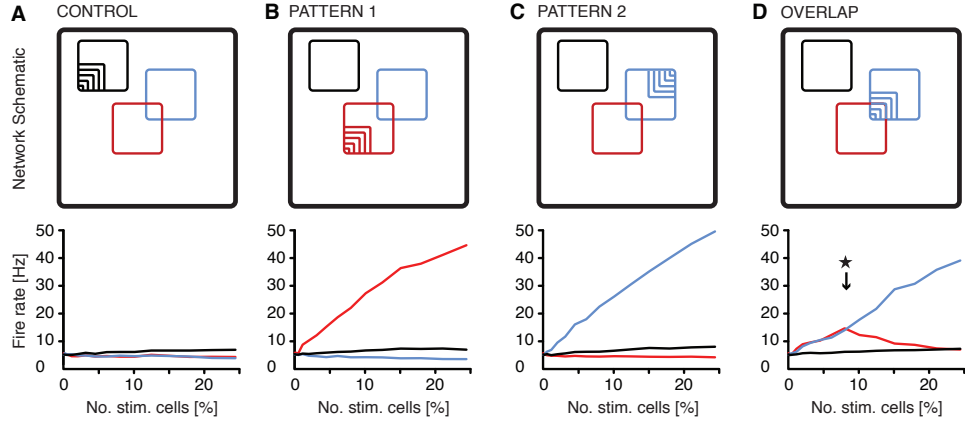 A CONTROL
B PATTERN 1
C PATTERN 2
D OVERLAP
Network Schematic
Fire rate [Hz]
50
40
30
20
10
0
0 10 20
No. stim. cells [%]
50
40
30
20
10
0
0 10 20
No. stim. cells [%]
50
40
30
20
10
0
0 10 20
No. stim. cells [%]
50
40
30
20
10
0
0 10 20
No. stim. cells [%]